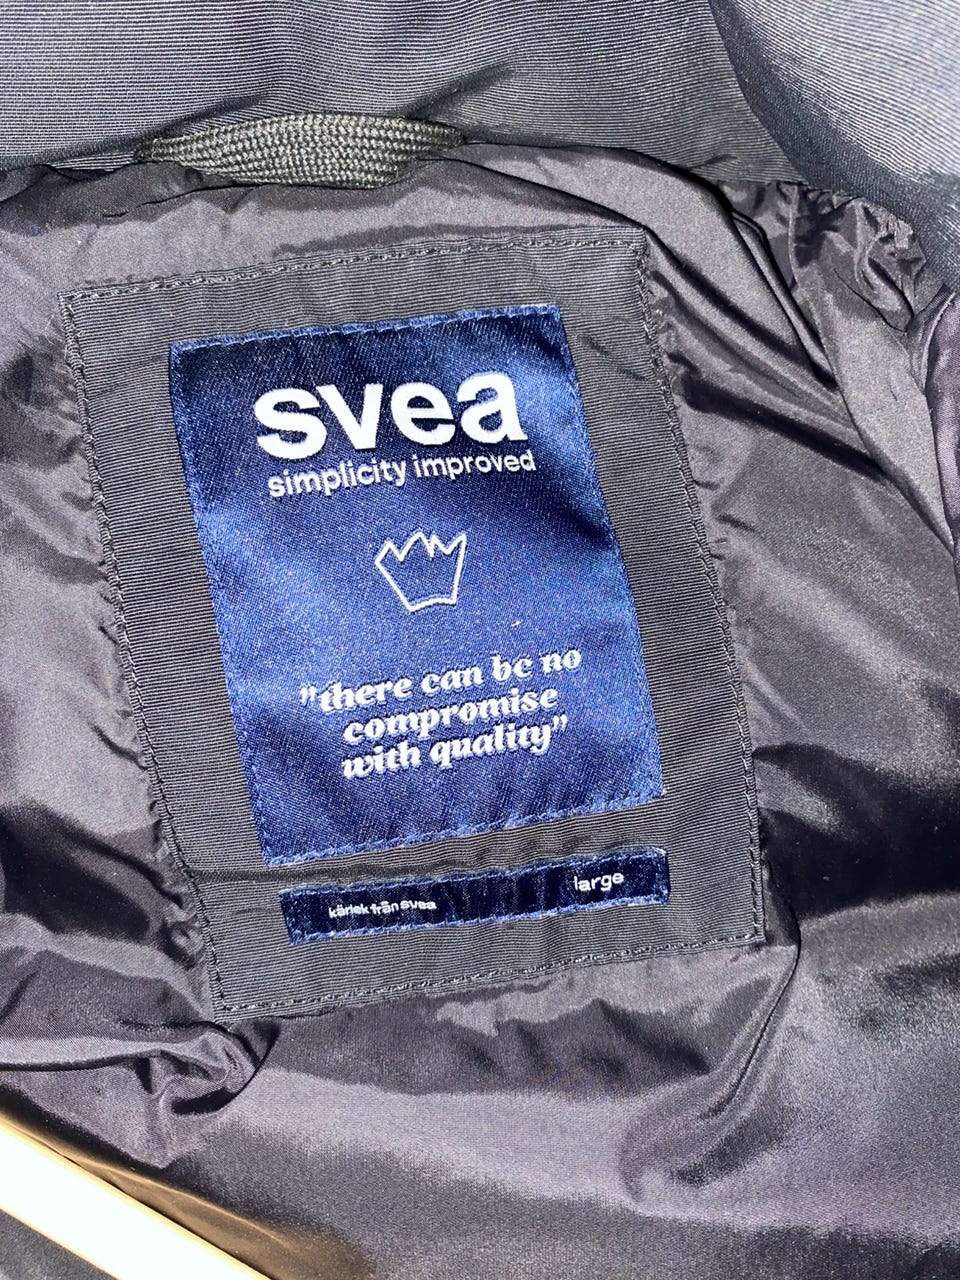 svea
simplicity improved
"there can be no
compromise
with quality"
kärlek från svea
large